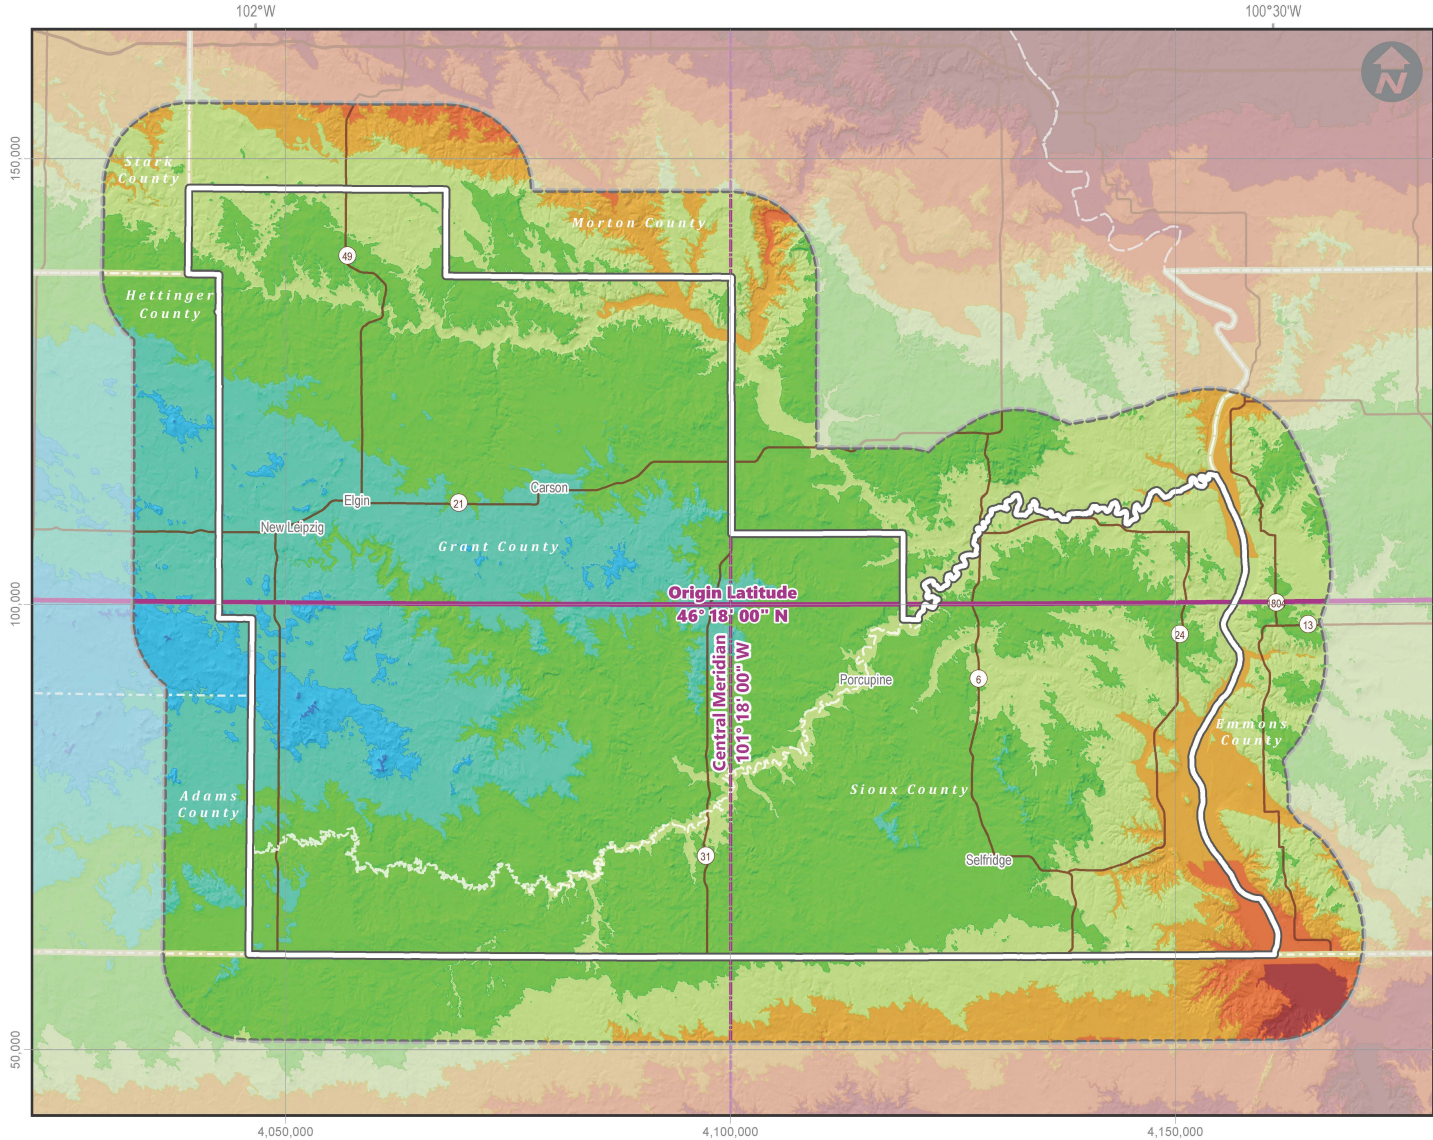 102°W
100°30'W
N
150,000
Stark
County
Morton County
49
Hettinger
County
Carson
Elgin
21
New Leipzig
Grant County
100,000
Origin Latitude
46° 18' 00" N
804
13
24
Central Meridian
101° 18' 00" W
Porcupine
6
Emmons
County
Sioux County
Adams
County
31
Selfridge
50,000
4,050,000
4,100,000
4,150,000